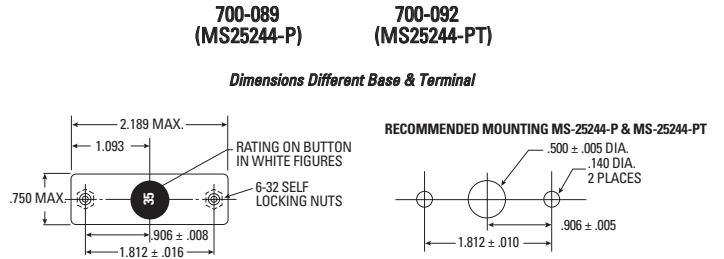 700-089
(MS25244-P)
700-092
(MS25244-PT)
Dimensions Different Base & Terminal
2.189 MAX.
1.093
RATING ON BUTTON
IN WHITE FIGURES
.750 MAX.
35
6-32 SELF
LOCKING NUTS
.906 ± .008
1.812 ± .016
RECOMMENDED MOUNTING MS-25244-P & MS-25244-PT
.500 ± .005 DIA.
.140 DIA.
2 PLACES
.906 ± .005
1.812 ± .010